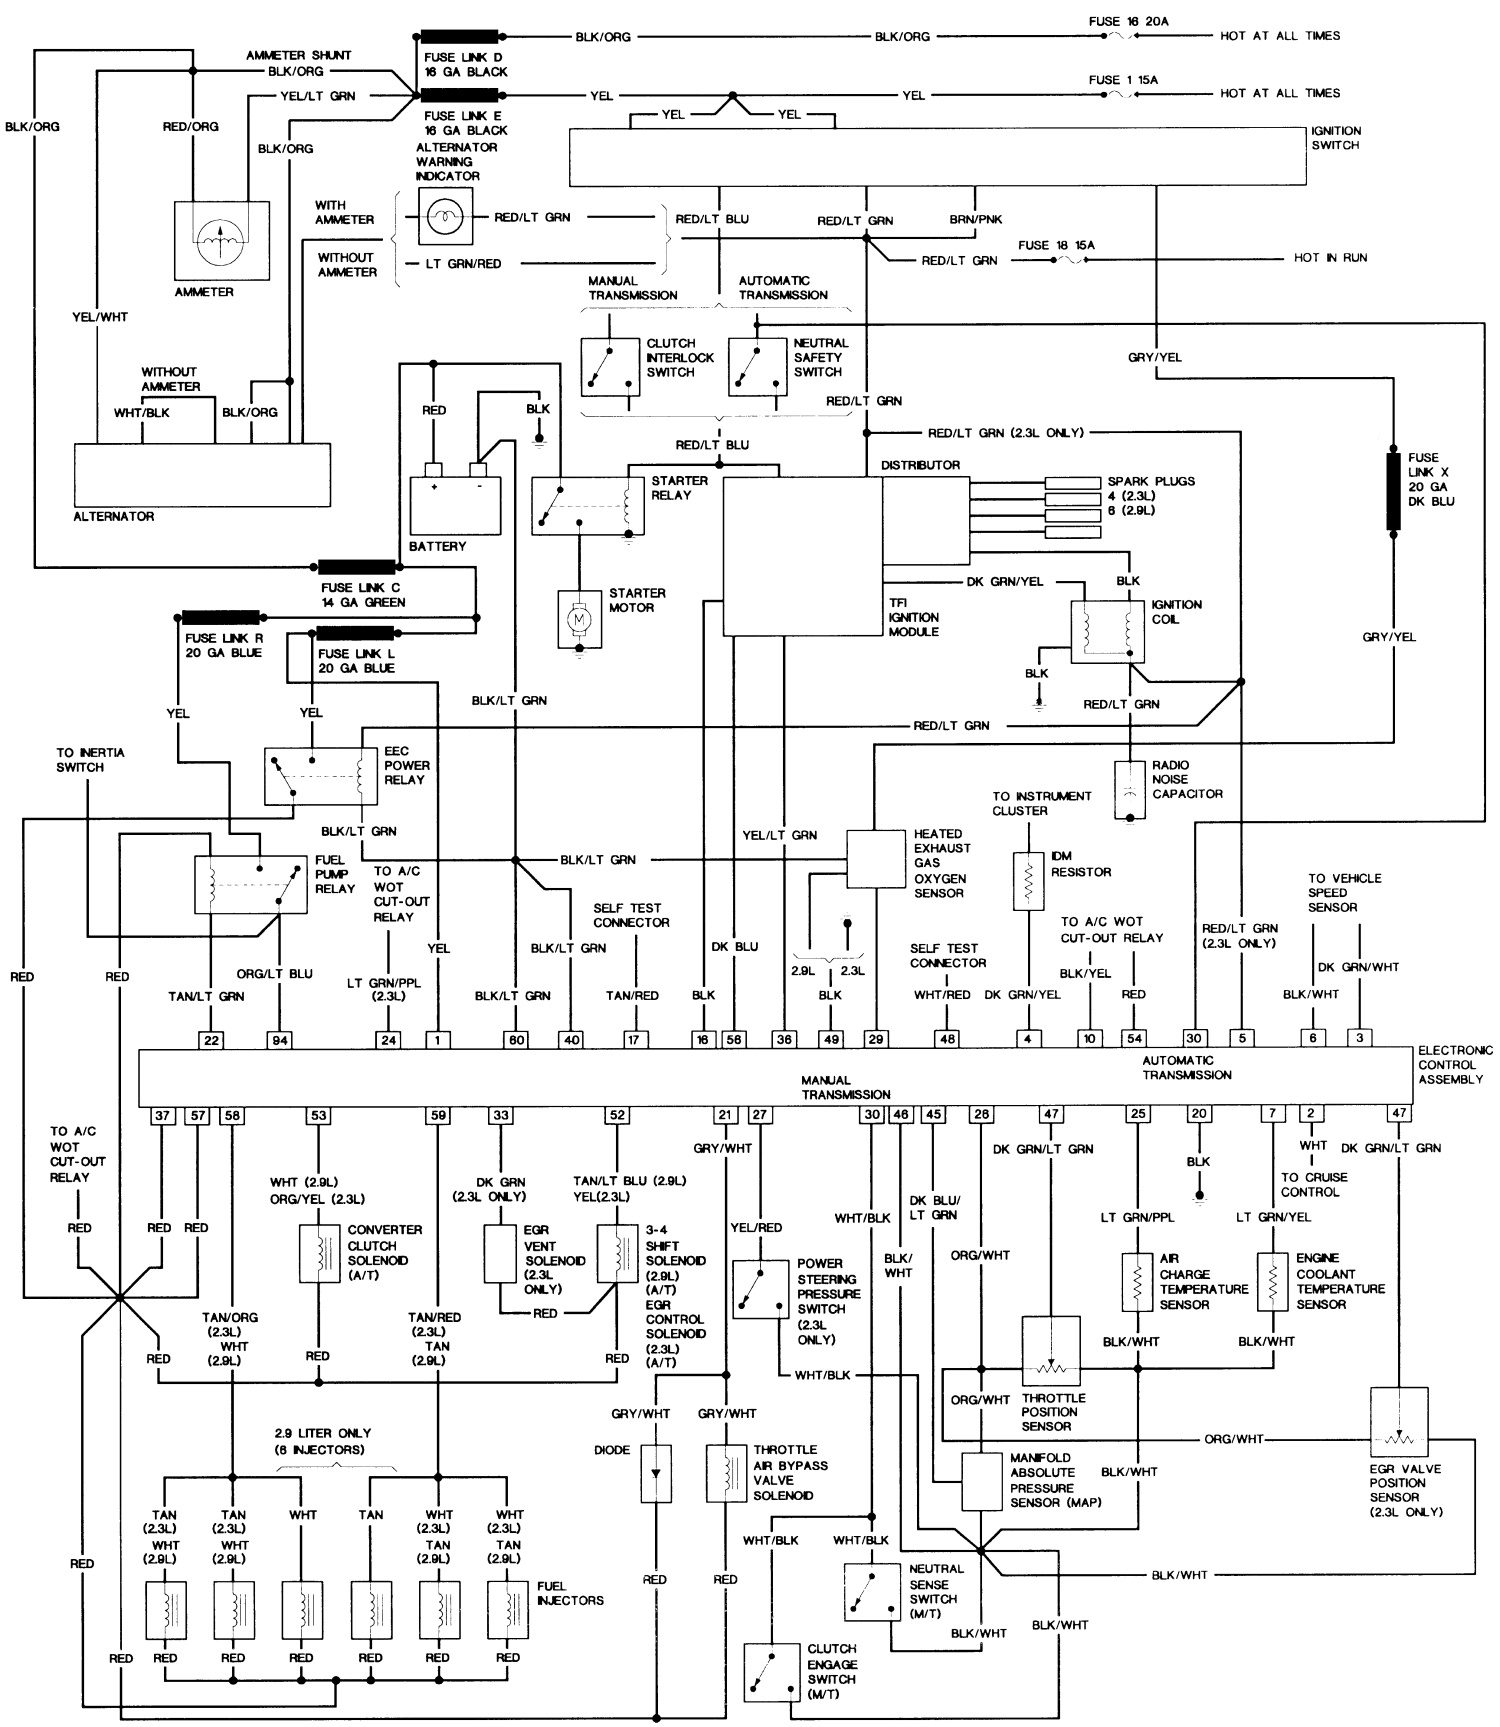 FUSE 16 20A
BLK/ORG
BLK/ORG
HOT AT ALL TIMES
AMMETER SHUNT
BLK/ORG
FUSE LINK D
16 GA BLACK
FUSE 1 15A
YEL/LT GRN
YEL
YEL
HOT AT ALL TIMES
BLK/ORG
RED/ORG
BLK/ORG
FUSE LINK E
16 GA BLACK
YEL
YEL
IGNITION
SWITCH
ALTERNATOR
WARNING
INDICATOR
WITH
AMMETER
RED/LT GRN
RED/LT BLU
RED/LT GRN
BRN/PNK
WITHOUT
AMMETER
LT GRN/RED
FUSE 18 15A
RED/LT GRN
HOT IN RUN
AMMETER
MANUAL
TRANSMISSION
AUTOMATIC
TRANSMISSION
YEL/WHT
CLUTCH
INTERLOCK
SWITCH
NEUTRAL
SAFETY
SWITCH
GRY/YEL
WITHOUT
AMMETER
WHT/BLK
BLK/ORG
RED
BLK
RED/LT GRN
RED/LT BLU
RED/LT GRN (2.3L ONLY)
FUSE
LINK X
20 GA
DK BLU
DISTRIBUTOR
STARTER
RELAY
SPARK PLUGS
4 (2.3L)
6 (2.9L)
+
-
M
ALTERNATOR
BATTERY
FUSE LINK C
14 GA GREEN
STARTER
MOTOR
DK GRN/YEL
BLK
TFI
IGNITION
MODULE
IGNITION
COIL
FUSE LINK R
20 GA BLUE
FUSE LINK L
20 GA BLUE
GRY/YEL
BLK
BLK/LT GRN
RED/LT GRN
YEL
YEL
RED/LT GRN
TO INERTIA
SWITCH
EEC
POWER
RELAY
RADIO
NOISE
CAPACITOR
TO INSTRUMENT
CLUSTER
BLK/LT GRN
YEL/LT GRN
HEATED
EXHAUST
GAS
OXYGEN
SENSOR
FUEL
PUMP
RELAY
TO A/C
WOT
CUT-OUT
RELAY
BLK/LT GRN
IDM
RESISTOR
TO VEHICLE
SPEED
SENSOR
SELF TEST
CONNECTOR
TO A/C WOT
CUT-OUT RELAY
RED/LT GRN
(2.3L ONLY)
YEL
BLK/LT GRN
DK BLU
SELF TEST
CONNECTOR
2.9L
2.3L
RED
RED
ORG/LT BLU
LT GRN/PPL
(2.3L)
BLK/YEL
DK GRN/WHT
TAN/LT GRN
BLK/LT GRN
TAN/RED
BLK
BLK
WHT/RED
DK GRN/YEL
RED
BLK/WHT
22
94
24
1
60
40
17
16
56
36
49
29
48
4
10
54
30
5
6
3
ELECTRONIC
CONTROL
ASSEMBLY
AUTOMATIC
TRANSMISSION
MANUAL
TRANSMISSION
37
57
58
53
59
33
52
21
27
30
46
45
26
47
25
20
7
2
47
TO A/C
WOT
CUT-OUT
RELAY
GRY/WHT
DK GRN/LT GRN
BLK
WHT
DK GRN/LT GRN
TO CRUISE
CONTROL
WHT (2.9L)
ORG/YEL (2.3L)
DK GRN
(2.3L ONLY)
TAN/LT BLU (2.9L)
YEL(2.3L)
DK BLU/
LT GRN
WHT/BLK
LT GRN/PPL
LT GRN/YEL
RED
RED
RED
YEL/RED
CONVERTER
CLUTCH
SOLENOID
(A/T)
EGR
VENT
SOLENOID
(2.3L
ONLY)
3-4
SHIFT
SOLENOID
(2.9L)
(A/T)
EGR
CONTROL
SOLENOID
(2.3L)
(A/T)
POWER
STEERING
PRESSURE
SWITCH
(2.3L
ONLY)
BLK/
WHT
ORG/WHT
AIR
CHARGE
TEMPERATURE
SENSOR
ENGINE
COOLANT
TEMPERATURE
SENSOR
TAN/ORG
(2.3L)
WHT
(2.9L)
TAN/RED
(2.3L)
TAN
(2.9L)
RED
BLK/WHT
BLK/WHT
RED
RED
RED
WHT/BLK
ORG/WHT
THROTTLE
POSITION
SENSOR
GRY/WHT
GRY/WHT
2.9 LITER ONLY
(6 INJECTORS)
ORG/WHT
DIODE
THROTTLE
AIR BYPASS
VALVE
SOLENOID
MANIFOLD
ABSOLUTE
PRESSURE
SENSOR (MAP)
BLK/WHT
EGR VALVE
POSITION
SENSOR
(2.3L ONLY)
TAN
(2.3L)
WHT
(2.9L)
TAN
(2.3L)
WHT
(2.9L)
WHT
TAN
WHT
(2.3L)
TAN
(2.9L)
WHT
(2.3L)
TAN
(2.9L)
WHT/BLK
WHT/BLK
RED
RED
RED
FUEL
INJECTORS
NEUTRAL
SENSE
SWITCH
(M/T)
BLK/WHT
BLK/WHT
BLK/WHT
RED
RED
RED
RED
RED
RED
RED
CLUTCH
ENGAGE
SWITCH
(M/T)